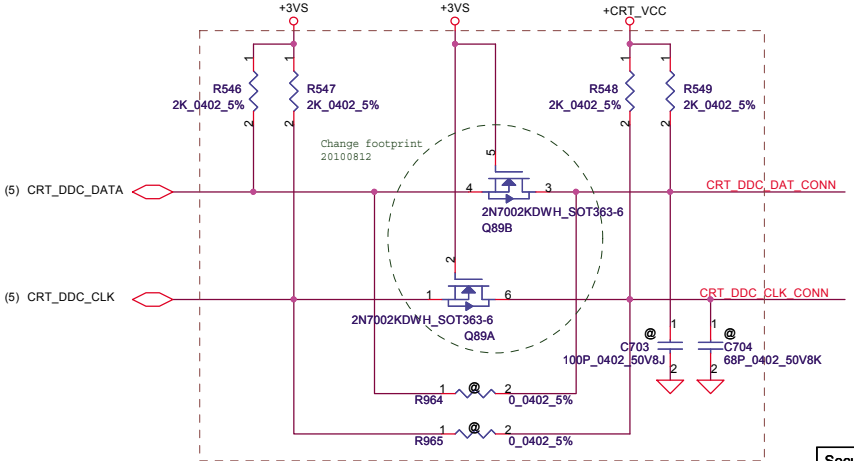 +3VS
+3VS
+CRT_VCC
1
1
1
1
R546
2K_0402_5%
R547
2K_0402_5%
R548
2K_0402_5%
R549
2K_0402_5%
2
2
2
2
Change footprint
20100812
5
(5) CRT_DDC_DATA
4
3
CRT_DDC_DAT_CONN
2N7002KDWH_SOT363-6
Q89B
2
(5) CRT_DDC_CLK
1
6
CRT_DDC_CLK_CONN
2N7002KDWH_SOT363-6
Q89A
@
1
1
@
C703
100P_0402_50V8J
C704
68P_0402_50V8K
2
2
1
@
2
R964
0_0402_5%
1
@
2
R965
0_0402_5%